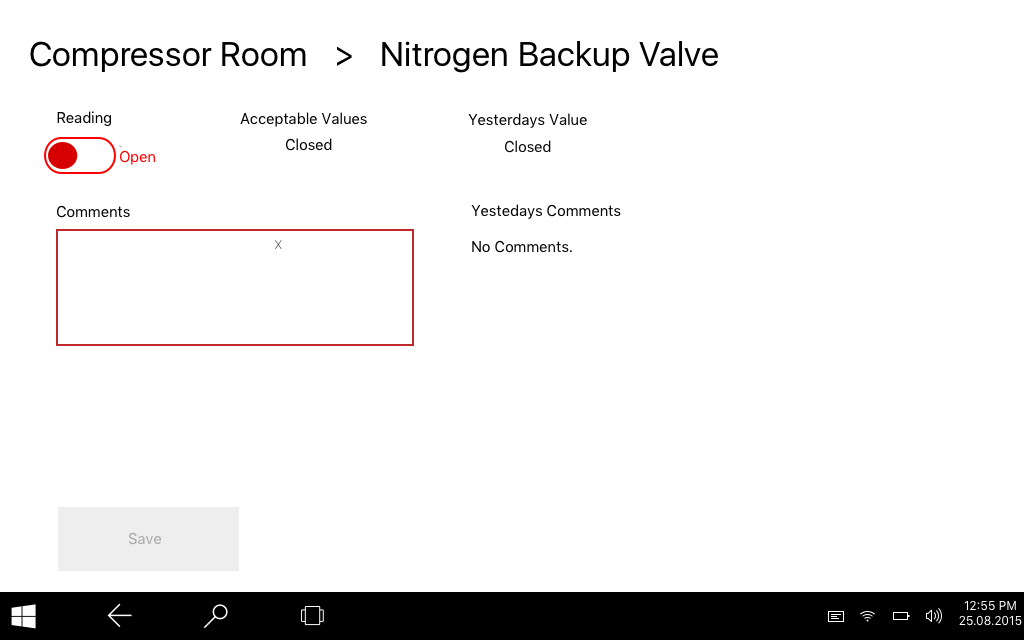 Compressor Room > Nitrogen Backup Valve
Reading
Acceptable Values
Yesterdays Value
Open
Closed
Closed
Comments
Yestedays Comments
X
No Comments.
Save
12:55 PM
25.08.2015